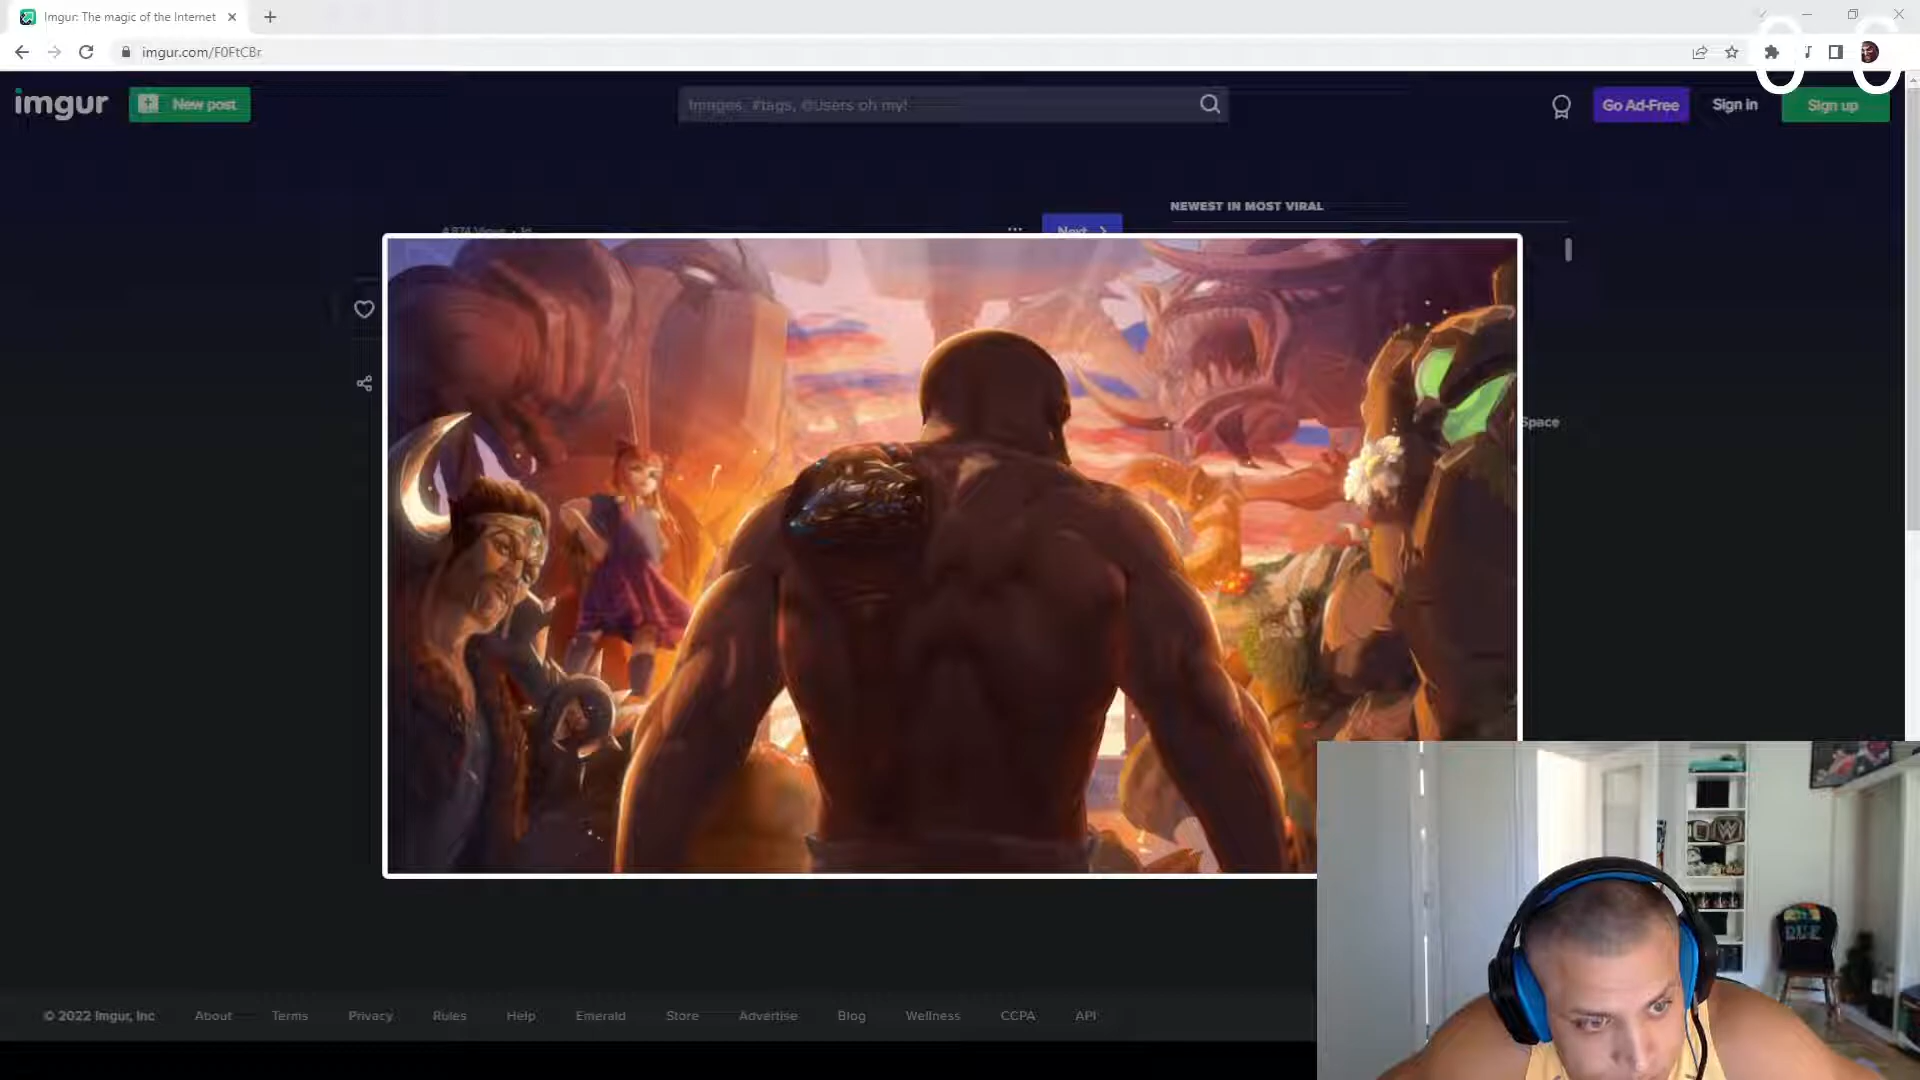 Imgur: The magic of the Internet
imgur.com/F0FtCBr
imgur
New post
Images, #tags, @users oh my!
Go Ad-Free
Sign in
Sign up
NEWEST IN MOST VIRAL
Next
Space
© 2022 Imgur, Inc
About
Terms
Privacy
Rules
Help
Emerald
Store
Advertise
Blog
Wellness
CCPA
API